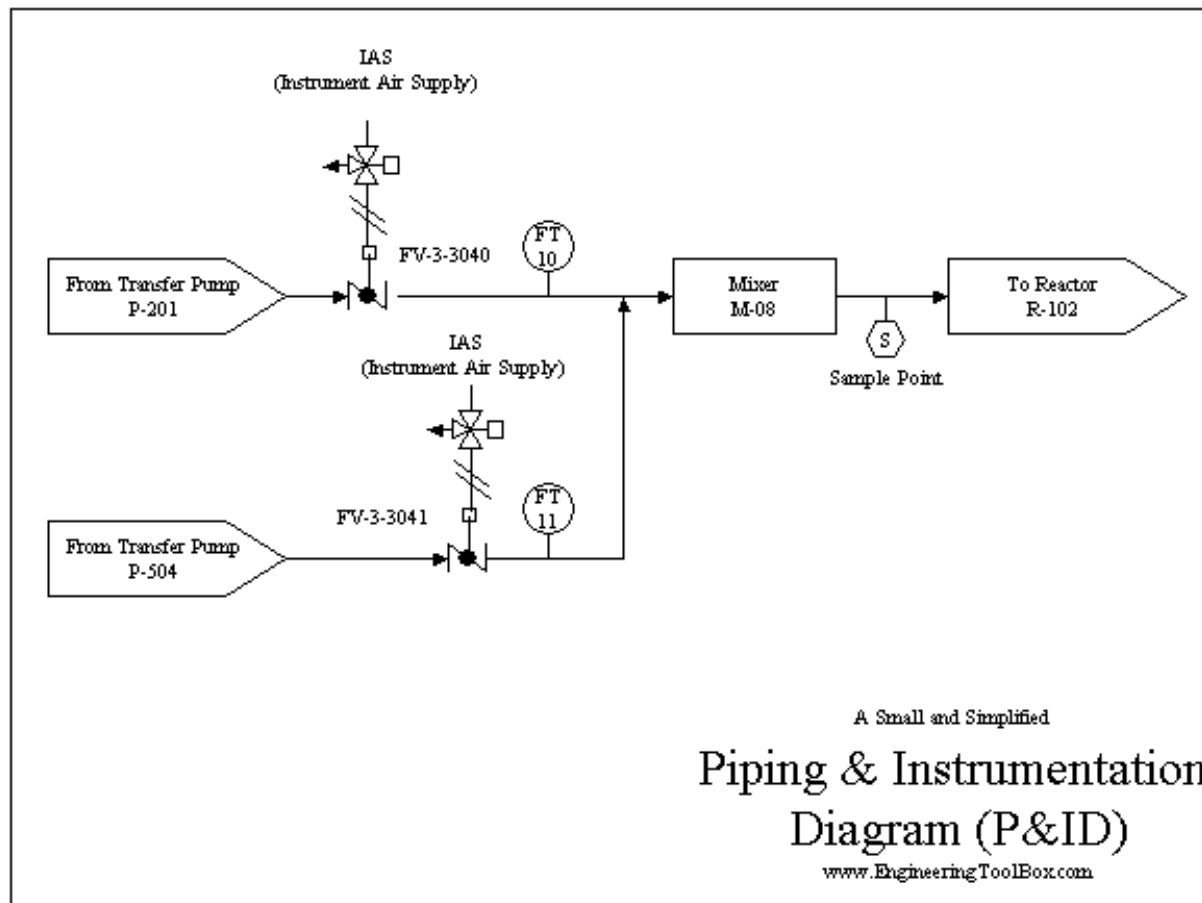 IAS
(Instrument Air Supply)
FV-3-3040
FT
10
From Transfer Pump
P-201
Mixer
M-08
To Reactor
R-102
S
Sample Point
IAS
(Instrument Air Supply)
FV-3-3041
FT
11
From Transfer Pump
P-504
A Small and Simplified
Piping & Instrumentation
Diagram (P&ID)
www.EngineeringToolBox.com